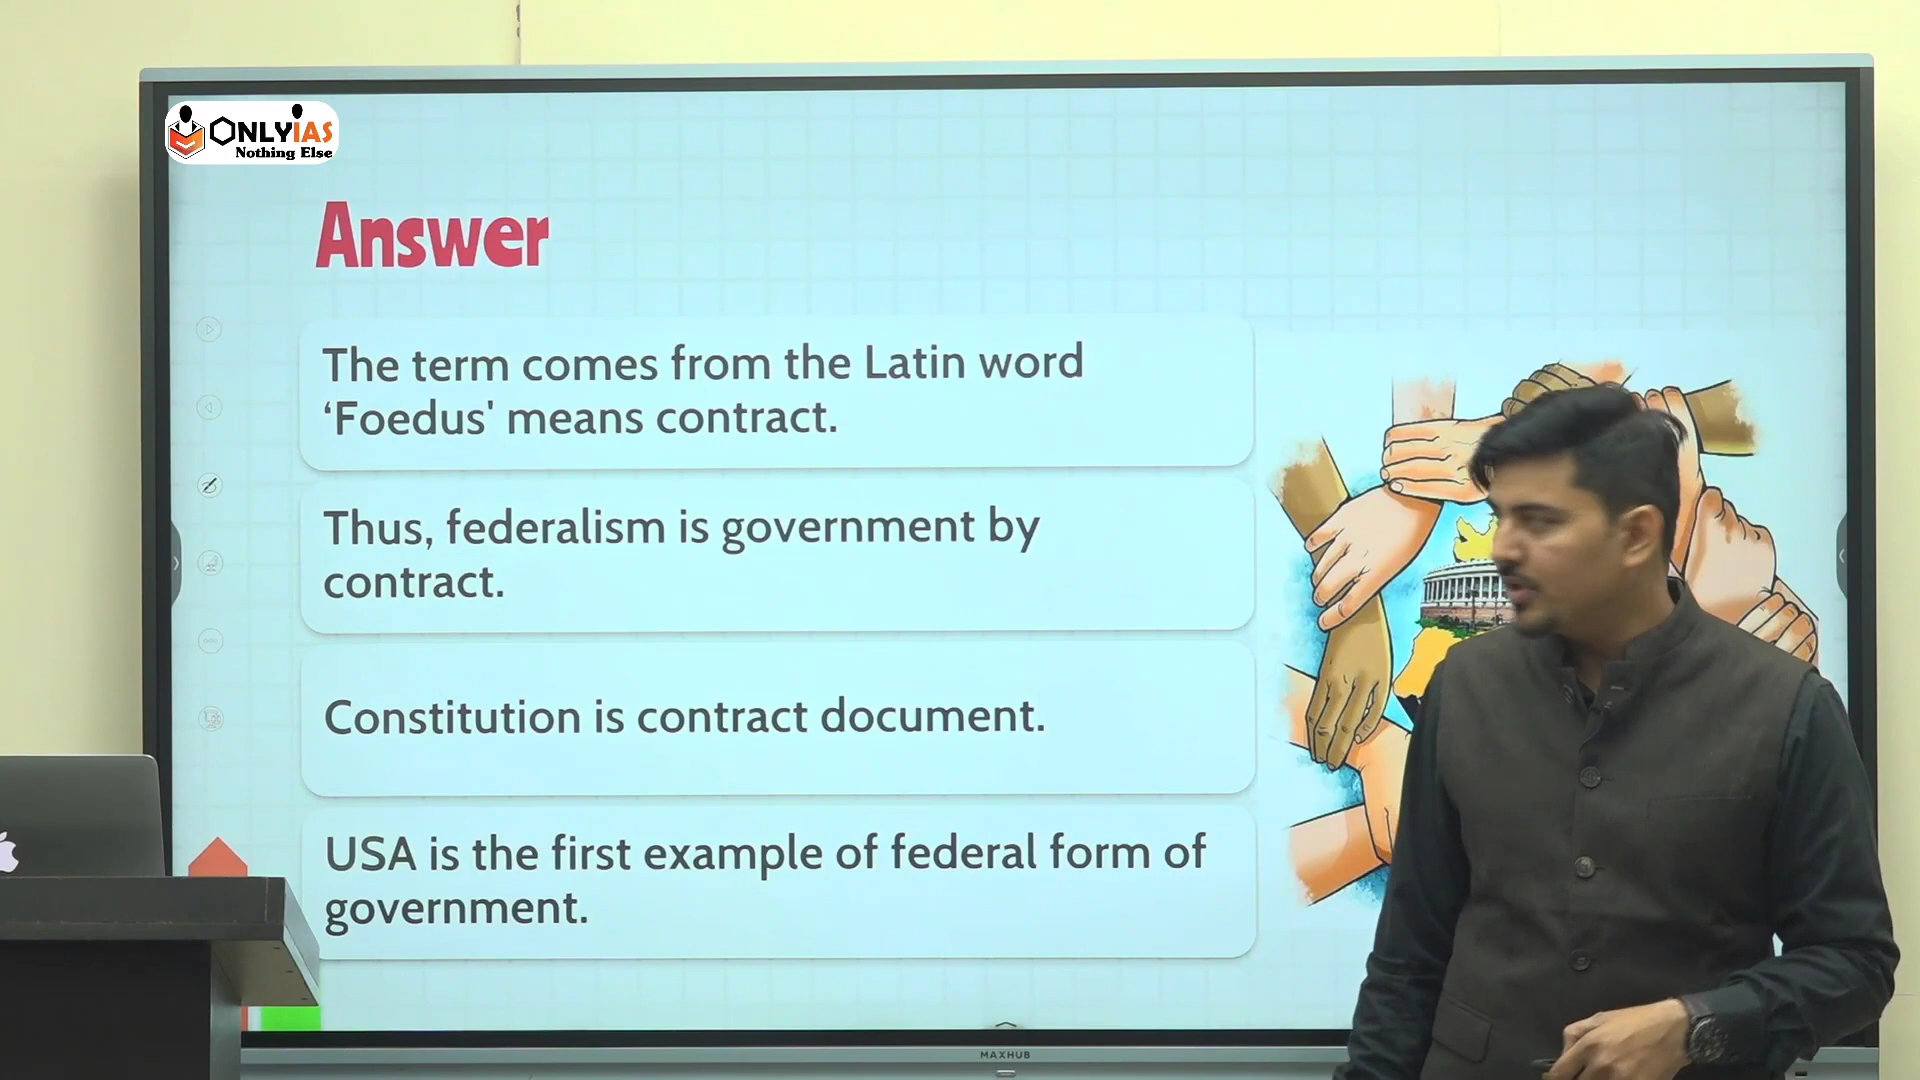 ONLYIAS
Nothing Else
Answer
The term comes from the Latin word
‘Foedus' means contract.
Thus, federalism is government by
contract.
Constitution is contract document.
USA is the first example of federal form of
government.
MAXHUB